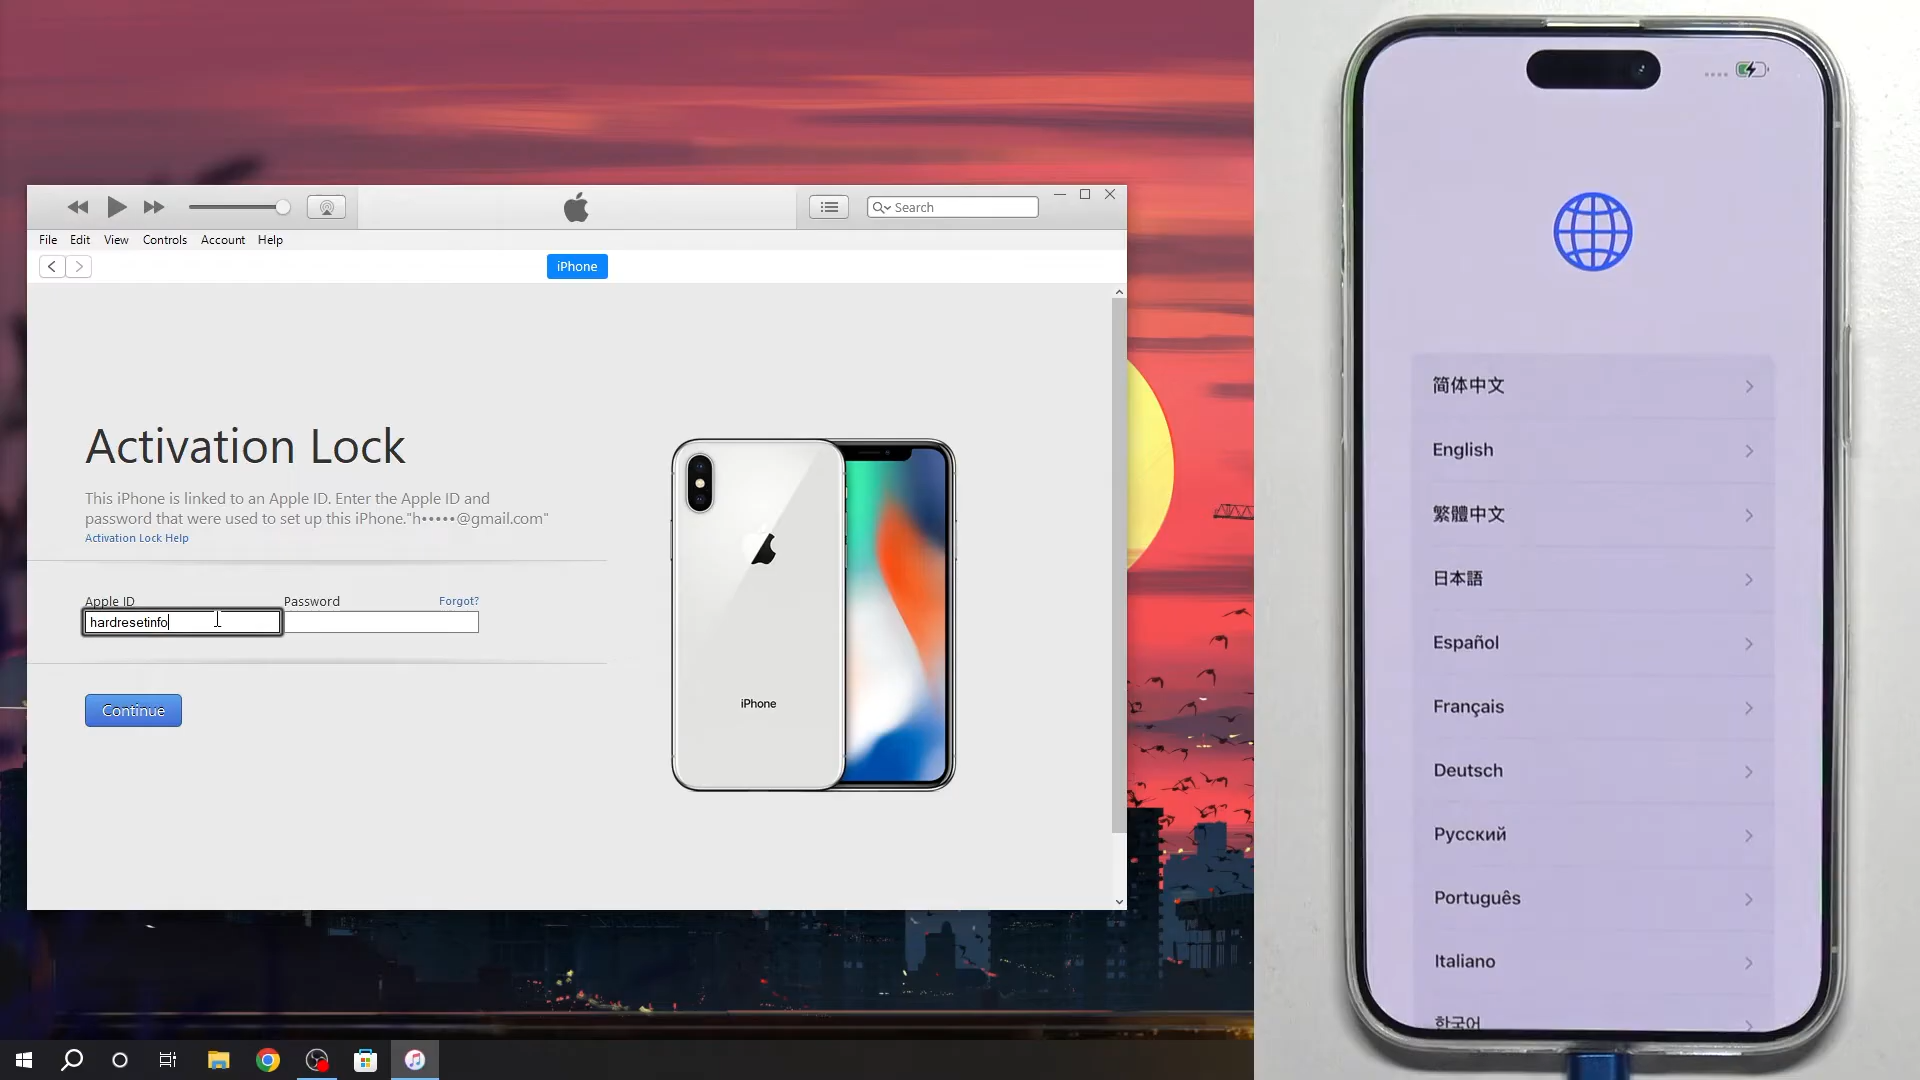 Search
File Edit View Controls Account Help
iPhone
Activation Lock
This iPhone is linked to an Apple ID. Enter the Apple ID and
password that were used to set up this iPhone."h•••••@gmail.com"
Activation Lock Help
Apple ID Password Forgot?
hardresetinfo
Continue
iPhone
简体中文
English
繁體中文
日本語
Español
Français
Deutsch
Русский
Português
Italiano
한국어